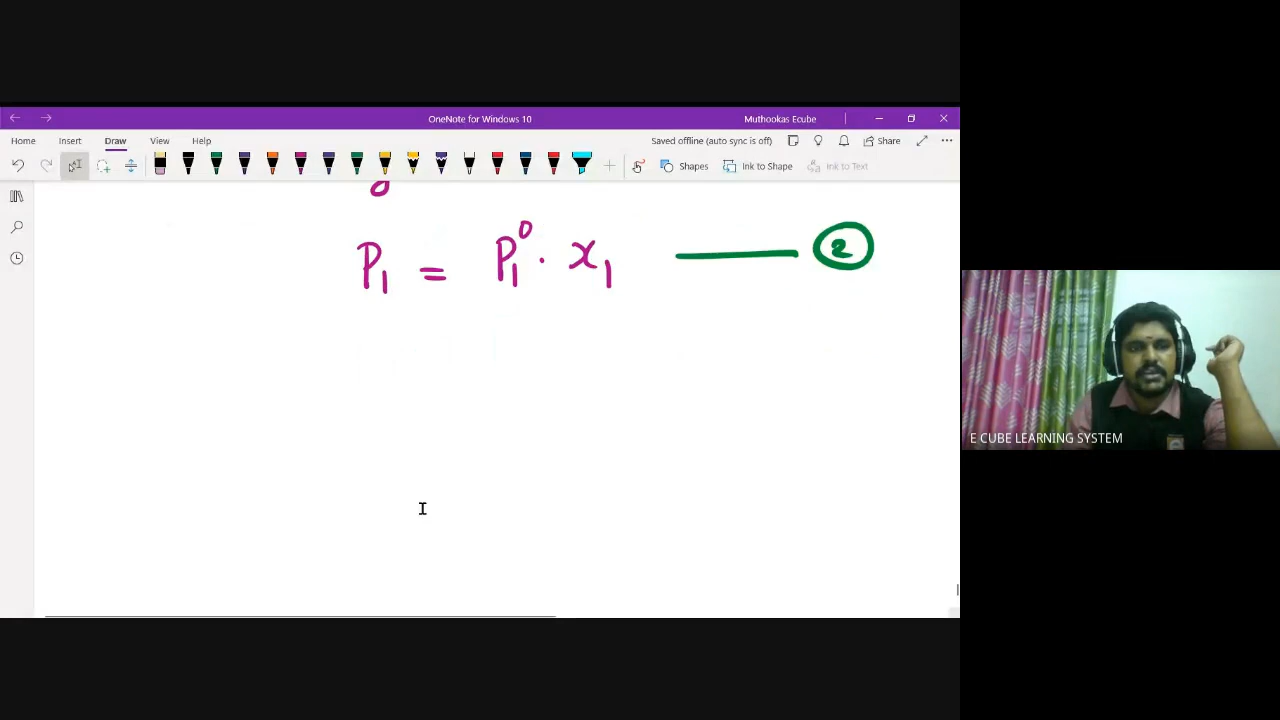 OneNote for Windows 10
Muthookas Ecube
Home Insert Draw View Help
Saved offline (auto sync is off)
Share
Shapes
Ink to Shape
Ink to Text
P₁ = P₁⁰ · x₁ ——— ②
E CUBE LEARNING SYSTEM